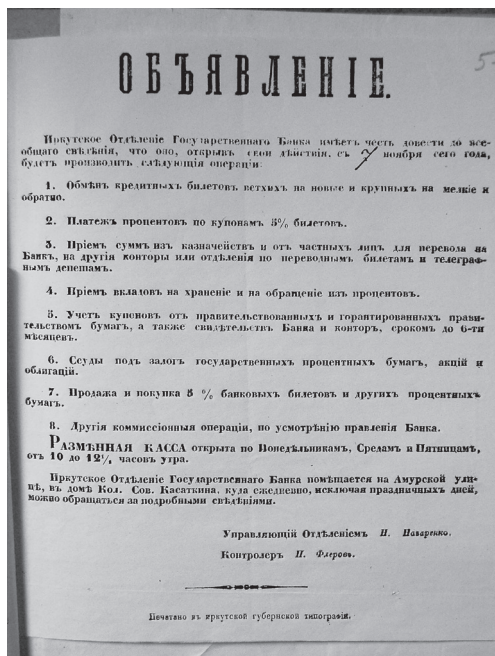 5-
ОБЪЯВЛЕНІЕ.
Иркутское Отдѣленіе Государственнаго Банка имѣетъ честь довести до все-
общаго свѣдѣнія, что оно, открывъ свои дѣйствія, съ 7 ноября сего года,
будетъ производить слѣдующія операціи:
1. Обмѣнъ кредитныхъ билетовъ ветхихъ на новые и крупныхъ на мелкіе и
обратно.
2. Платежъ процентовъ по купонамъ 5% билетовъ.
3. Пріемъ суммъ изъ казначействъ и отъ частныхъ лицъ для перевода на
Банкъ, на другія конторы или отдѣленія по переводнымъ билетамъ и телеграф-
нымъ депешамъ.
4. Пріемъ вкладовъ на храненіе и на обращеніе изъ процентовъ.
5. Учетъ купоновъ отъ правительствованныхъ и гарантированныхъ прави-
тельствомъ бумагъ, а также свидѣтельствъ Банка и конторъ, срокомъ до 6-ти
мѣсяцевъ.
6. Ссуды подъ залогъ государственныхъ процентныхъ бумагъ, акцій и
облигацій.
7. Продажа и покупка 5 % банковыхъ билетовъ и другихъ процентныхъ
бумагъ.
8. Другія коммиссіонныя операціи, по усмотрѣнію правленія Банка.
РАЗМѢННАЯ КАССА открыта по Понедѣльникамъ, Средамъ и Пятницамъ,
отъ 10 до 12½ часовъ утра.
Иркутское Отдѣленіе Государственнаго Банка помѣщается на Амурской ули-
цѣ, въ домѣ Кол. Сов. Касаткина, куда ежедневно, исключая праздничныхъ дней,
можно обращаться за подробными свѣдѣніями.
Управляющій Отдѣленіемъ И. Назаренко.
Контролеръ Н. Флеровъ.
Печатано въ иркутской губернской типографіи.